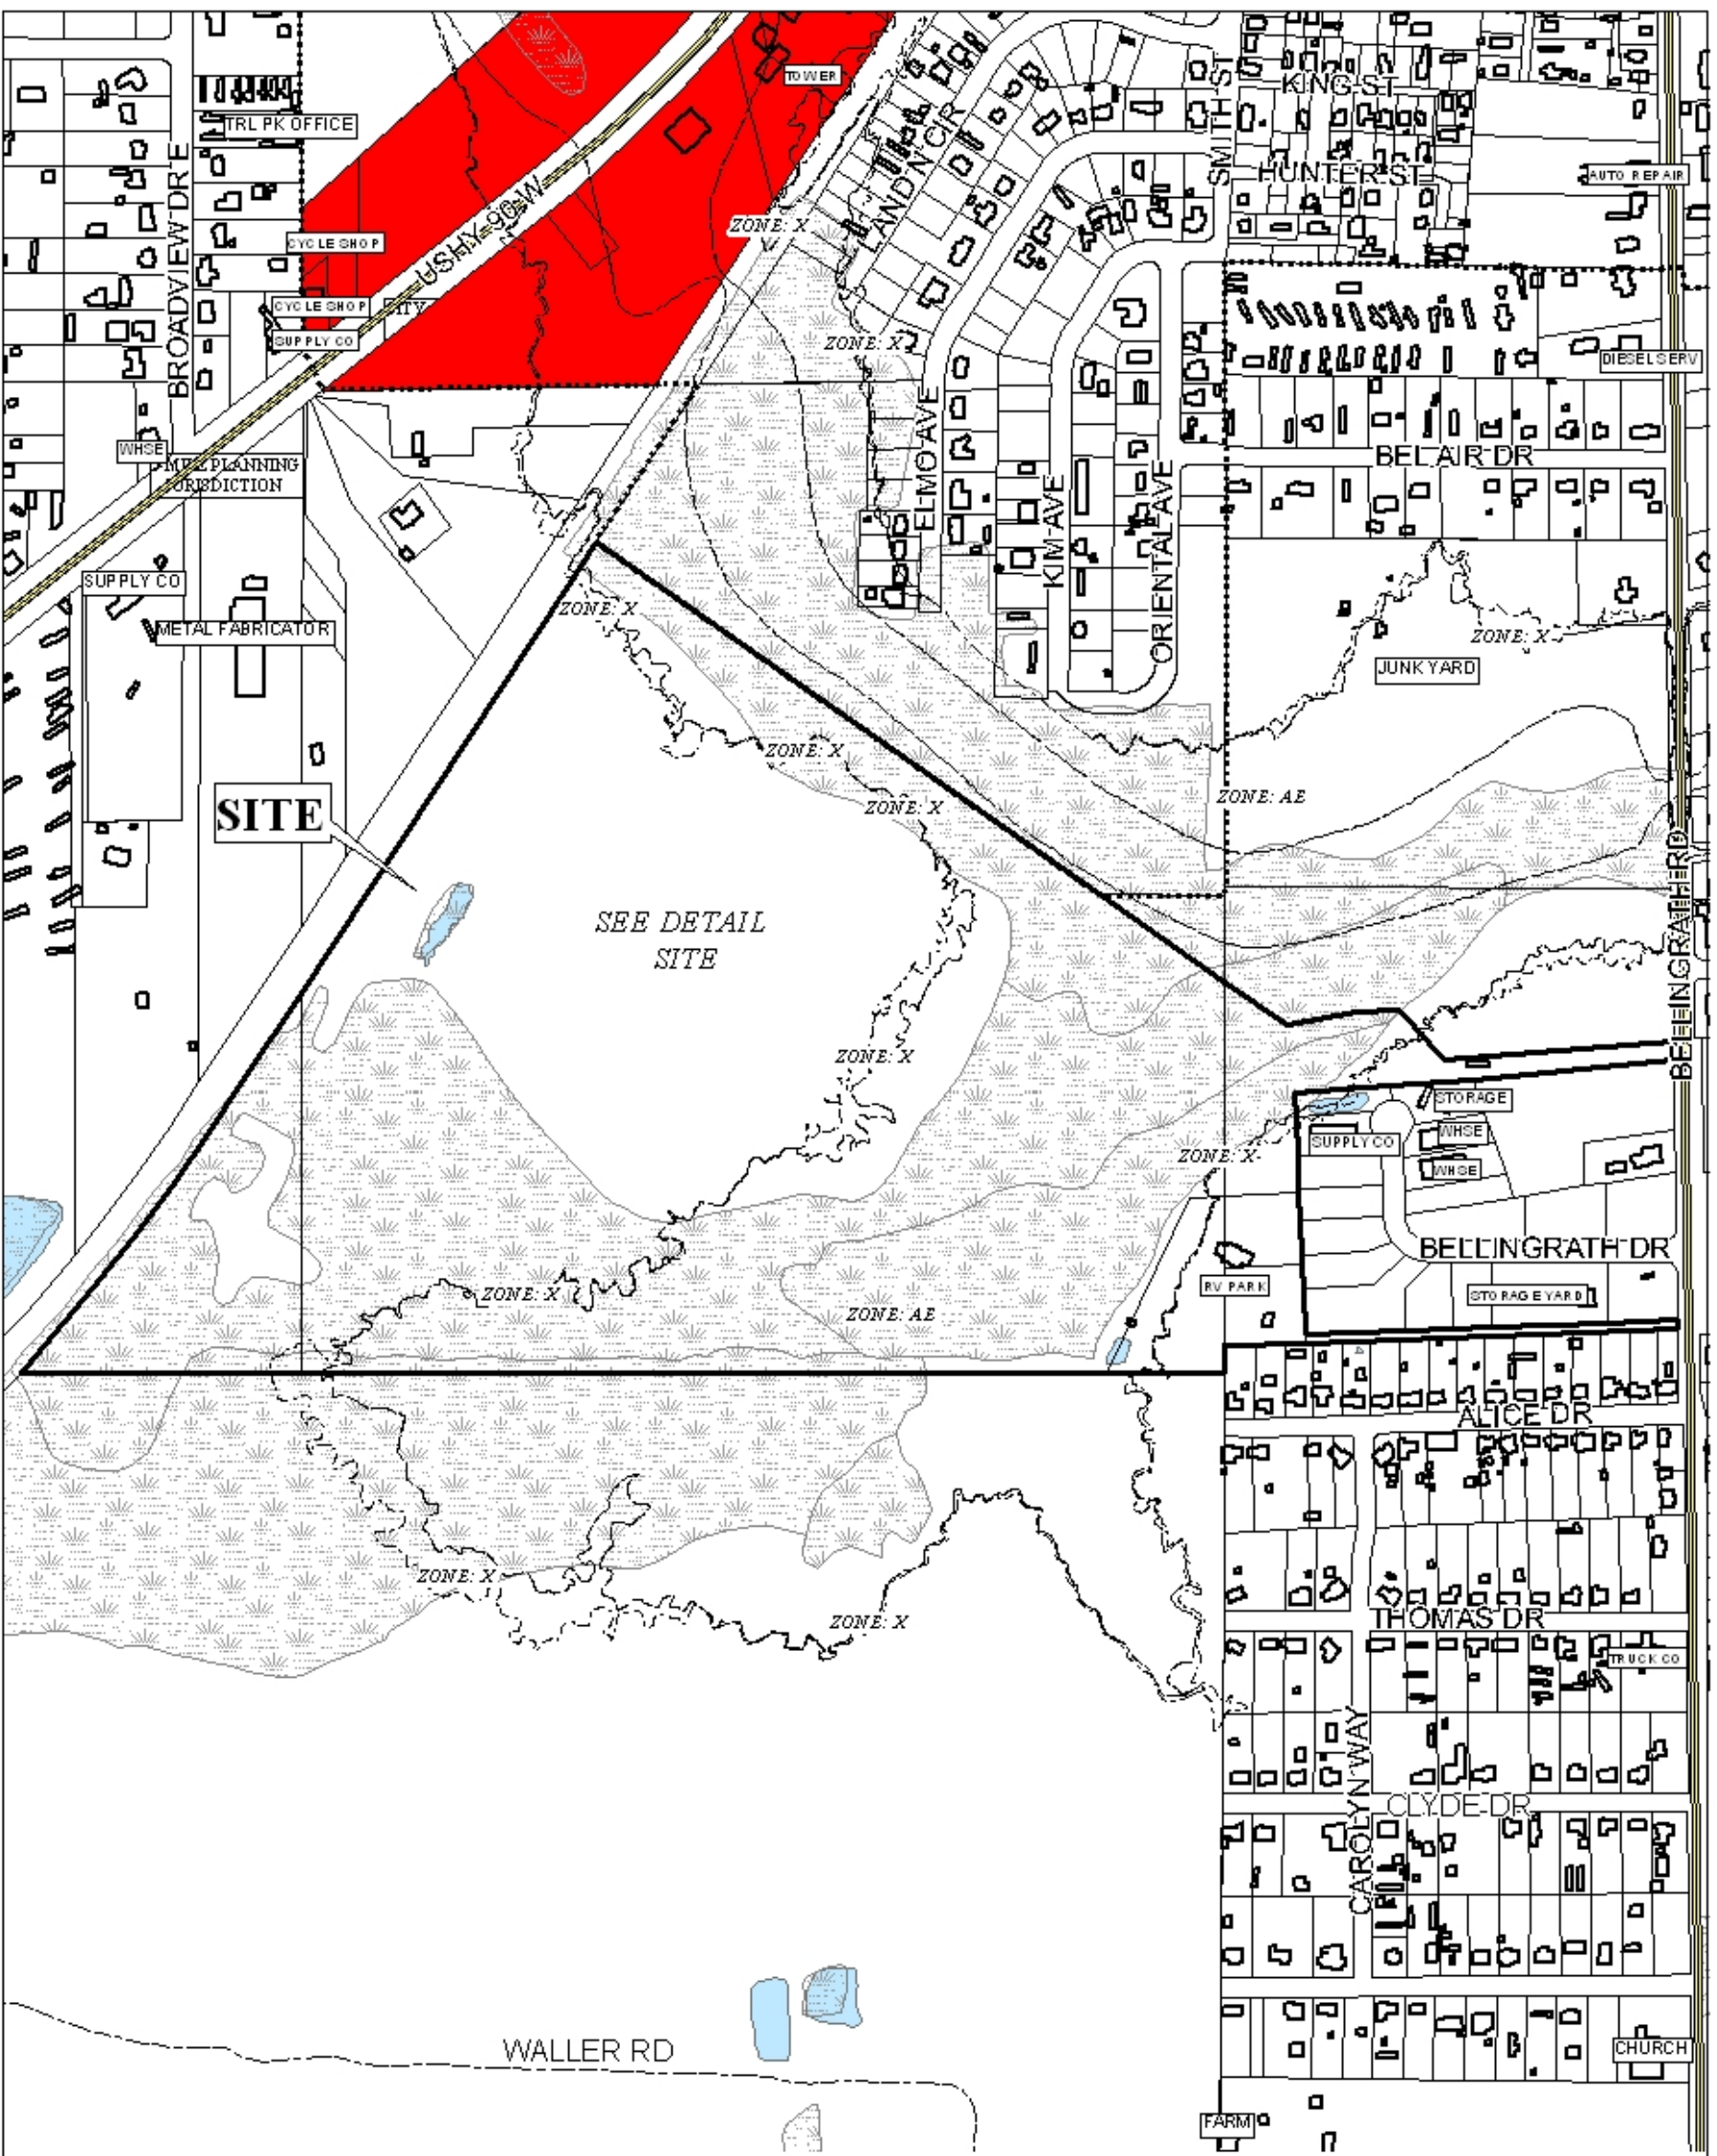 TOWER
KING ST
SMITH ST
TRL PK OFFICE
LANDN CIR
HUNTER ST
AUTO REPAIR
BROADVIEW DR E
USHY 90 W
ZONE: X
CYCLE SHOP
CYCLE SHOP
SUPPLY CO
ZONE: X
DIESEL SERV
ELMO AVE
WHSE
PLANNING
JURISDICTION
BEL AIR DR
KIM AVE
ORIENTAL AVE
SUPPLY CO
ZONE: X
METAL FABRICATOR
ZONE: X
JUNK YARD
ZONE: X
SITE
ZONE: X
ZONE: AE
SEE DETAIL
SITE
BELLINGRATH RD
ZONE: X
STORAGE
SUPPLY CO
WHSE
ZONE: X
WHSE
BELLINGRATH DR
RV PARK
ZONE: X
STORAGE YARD
ZONE: AE
ALICE DR
ZONE: X
ZONE: X
THOMAS DR
TRUCK CO
CAROLYN WAY
CLYDE DR
WALLER RD
CHURCH
FARM